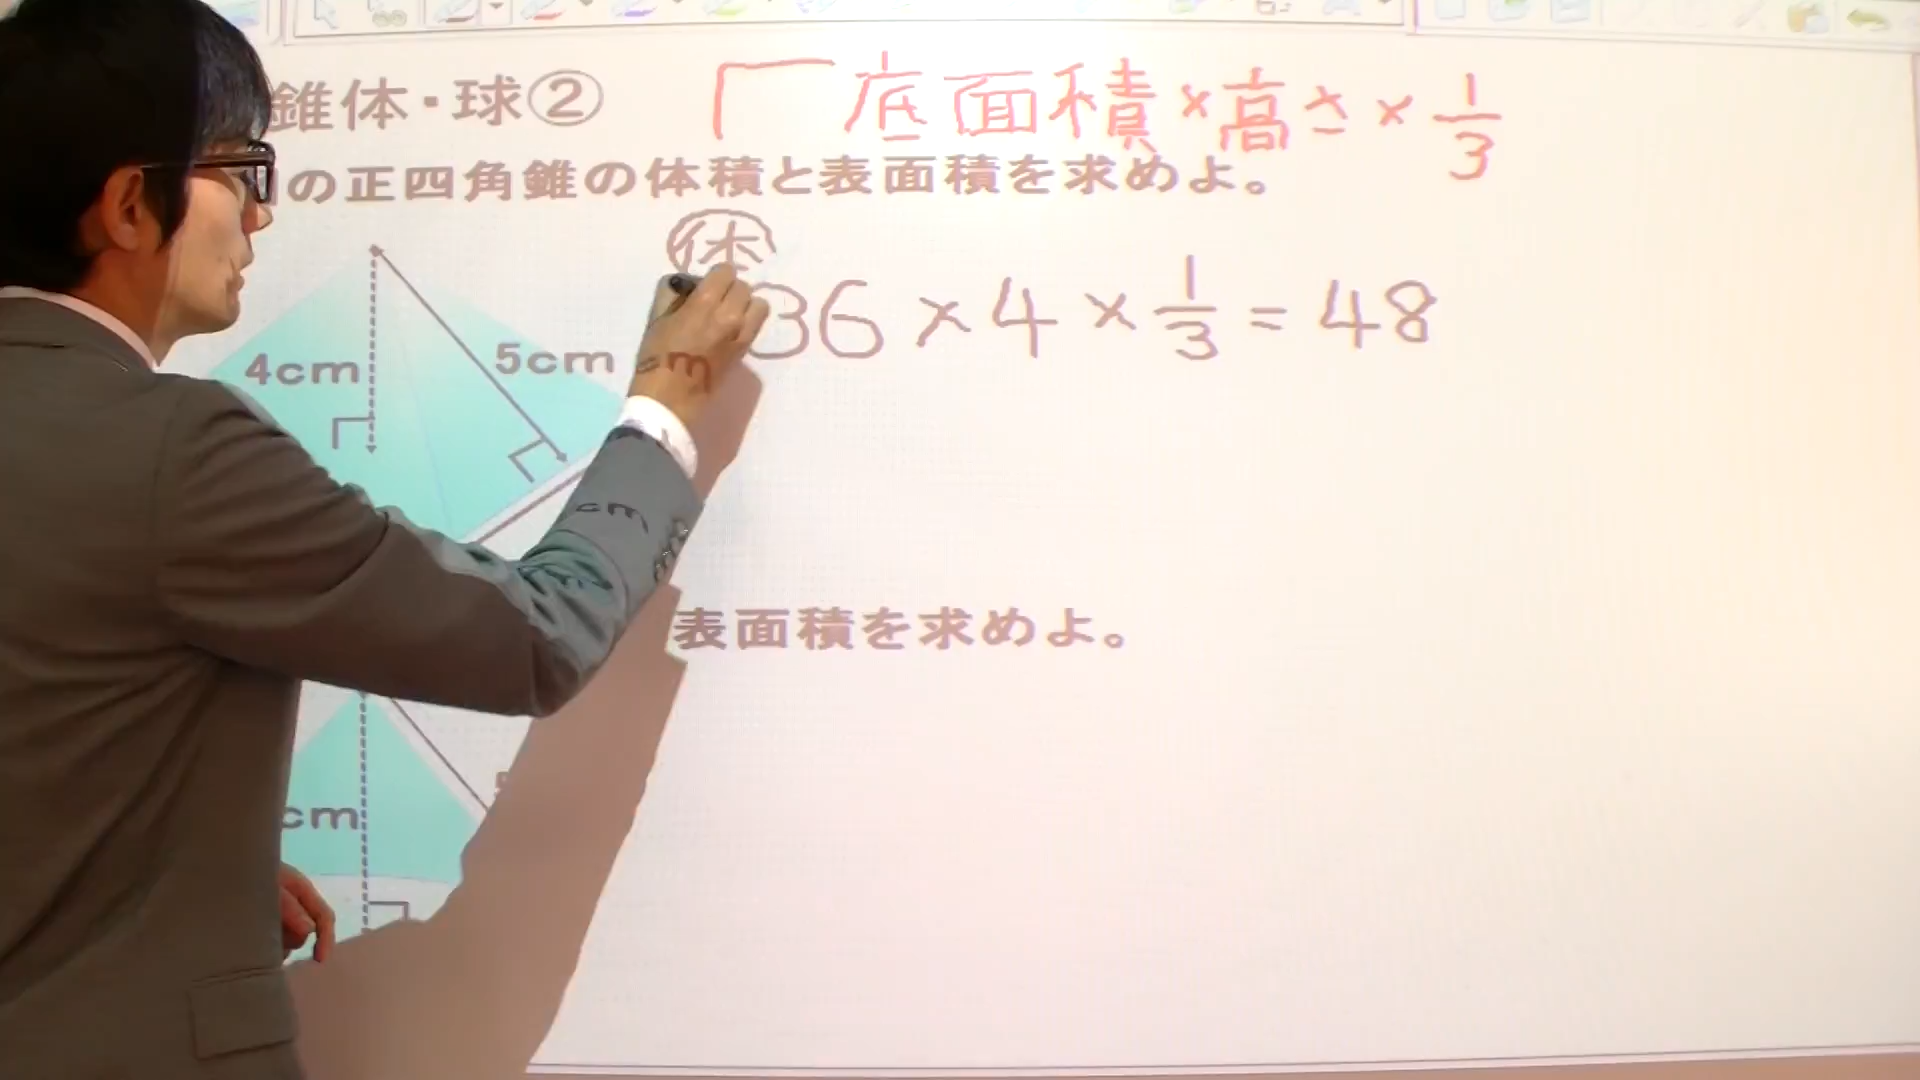 錐体・球②
底面積×高さ×1/3
の正四角錐の体積と表面積を求めよ。
体
36×4×1/3=48
4cm
5cm
cm
表面積を求めよ。
cm